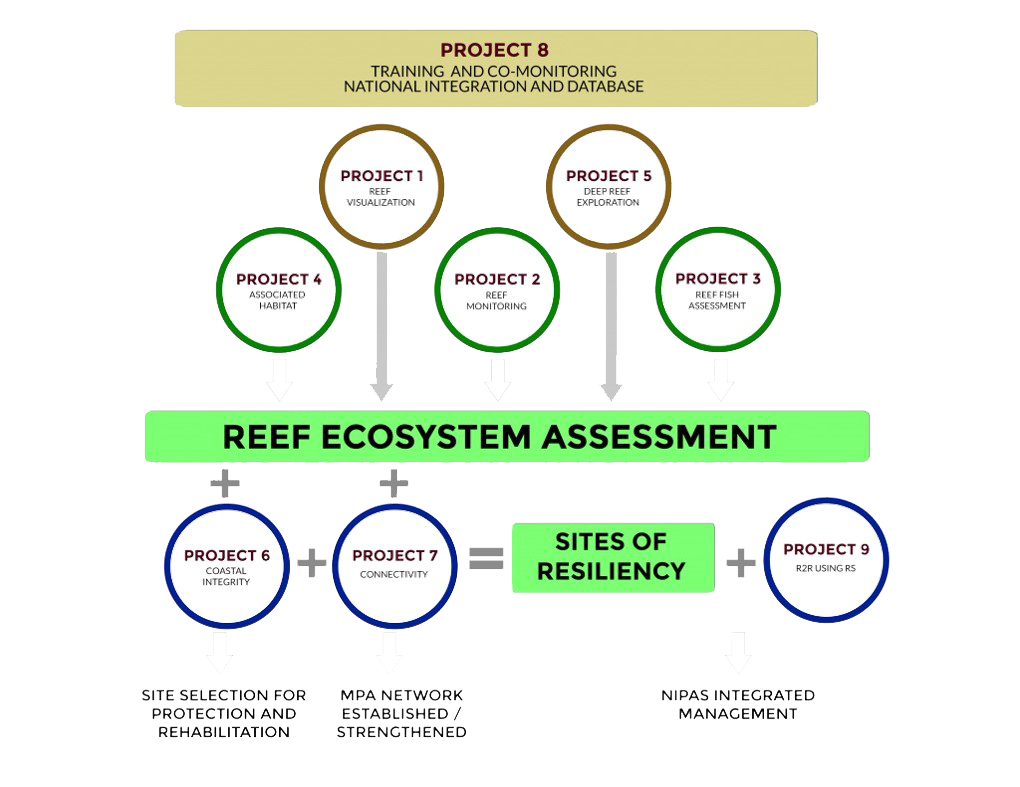 PROJECT 8
TRAINING AND CO-MONITORING
NATIONAL INTEGRATION AND DATABASE
PROJECT 1
REEF
VISUALIZATION
PROJECT 5
DEEP REEF
EXPLORATION
PROJECT 4
ASSOCIATED
HABITAT
PROJECT 2
REEF
MONITORING
PROJECT 3
REEF FISH
ASSESSMENT
REEF ECOSYSTEM ASSESSMENT
+ +
PROJECT 6
COASTAL
INTEGRITY
+
PROJECT 7
CONNECTIVITY
=
SITES OF
RESILIENCY
+
PROJECT 9
R2R USING RS
SITE SELECTION FOR
PROTECTION AND
REHABILITATION
MPA NETWORK
ESTABLISHED /
STRENGTHENED
NIPAS INTEGRATED
MANAGEMENT